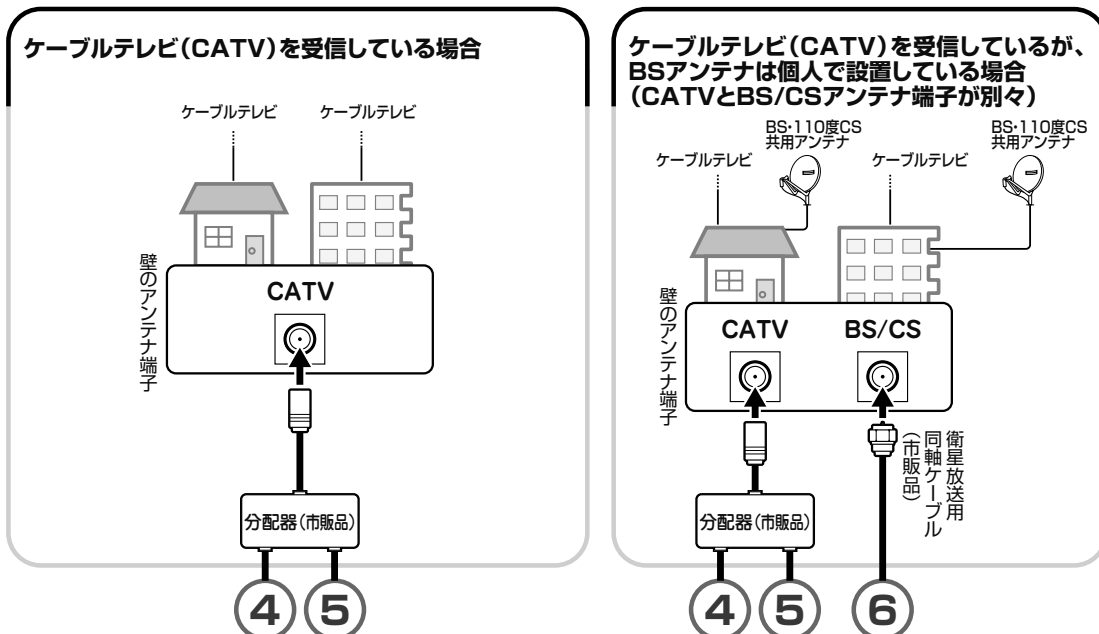 ケーブルテレビ(CATV)を受信している場合
ケーブルテレビ
ケーブルテレビ
壁のアンテナ端子
CATV
分配器(市販品)
④
⑤
ケーブルテレビ(CATV)を受信しているが、
BSアンテナは個人で設置している場合
(CATVとBS/CSアンテナ端子が別々)
BS・110度CS
共用アンテナ
ケーブルテレビ
BS・110度CS
共用アンテナ
ケーブルテレビ
壁のアンテナ端子
CATV
BS/CS
衛星放送用
同軸ケーブル
(市販品)
分配器(市販品)
④
⑤
⑥